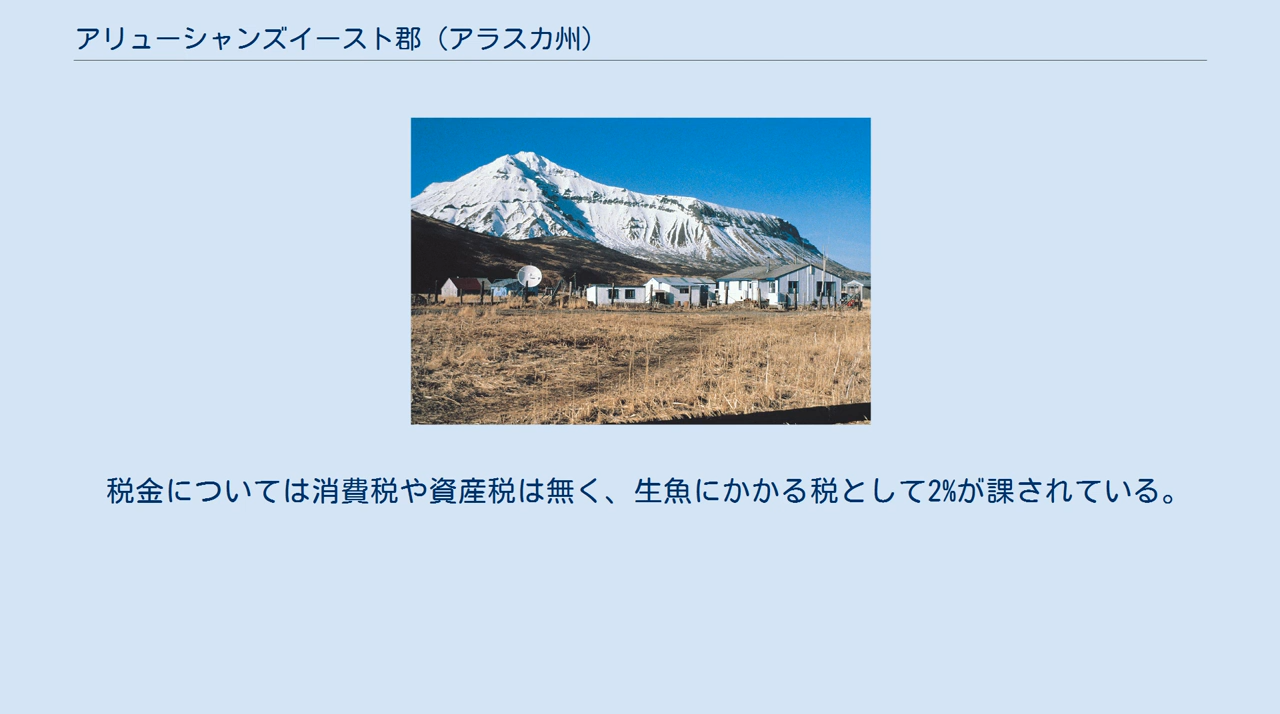 アリューシャンズイースト郡（アラスカ州）
税金については消費税や資産税は無く、生魚にかかる税として2%が課されている。